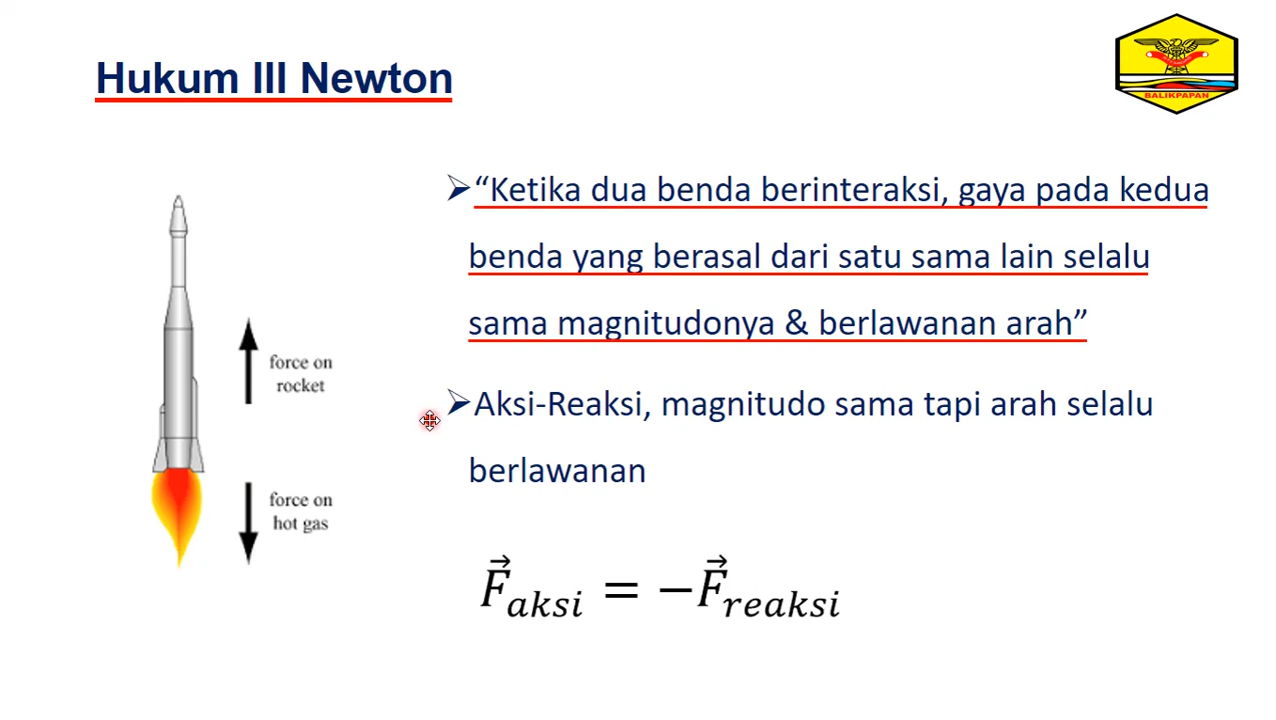 Hukum III Newton
BALIKPAPAN
➢“Ketika dua benda berinteraksi, gaya pada kedua
benda yang berasal dari satu sama lain selalu
sama magnitudonya & berlawanan arah”
➢Aksi-Reaksi, magnitudo sama tapi arah selalu
berlawanan
force on
rocket
force on
hot gas
F⃗aksi = −F⃗reaksi